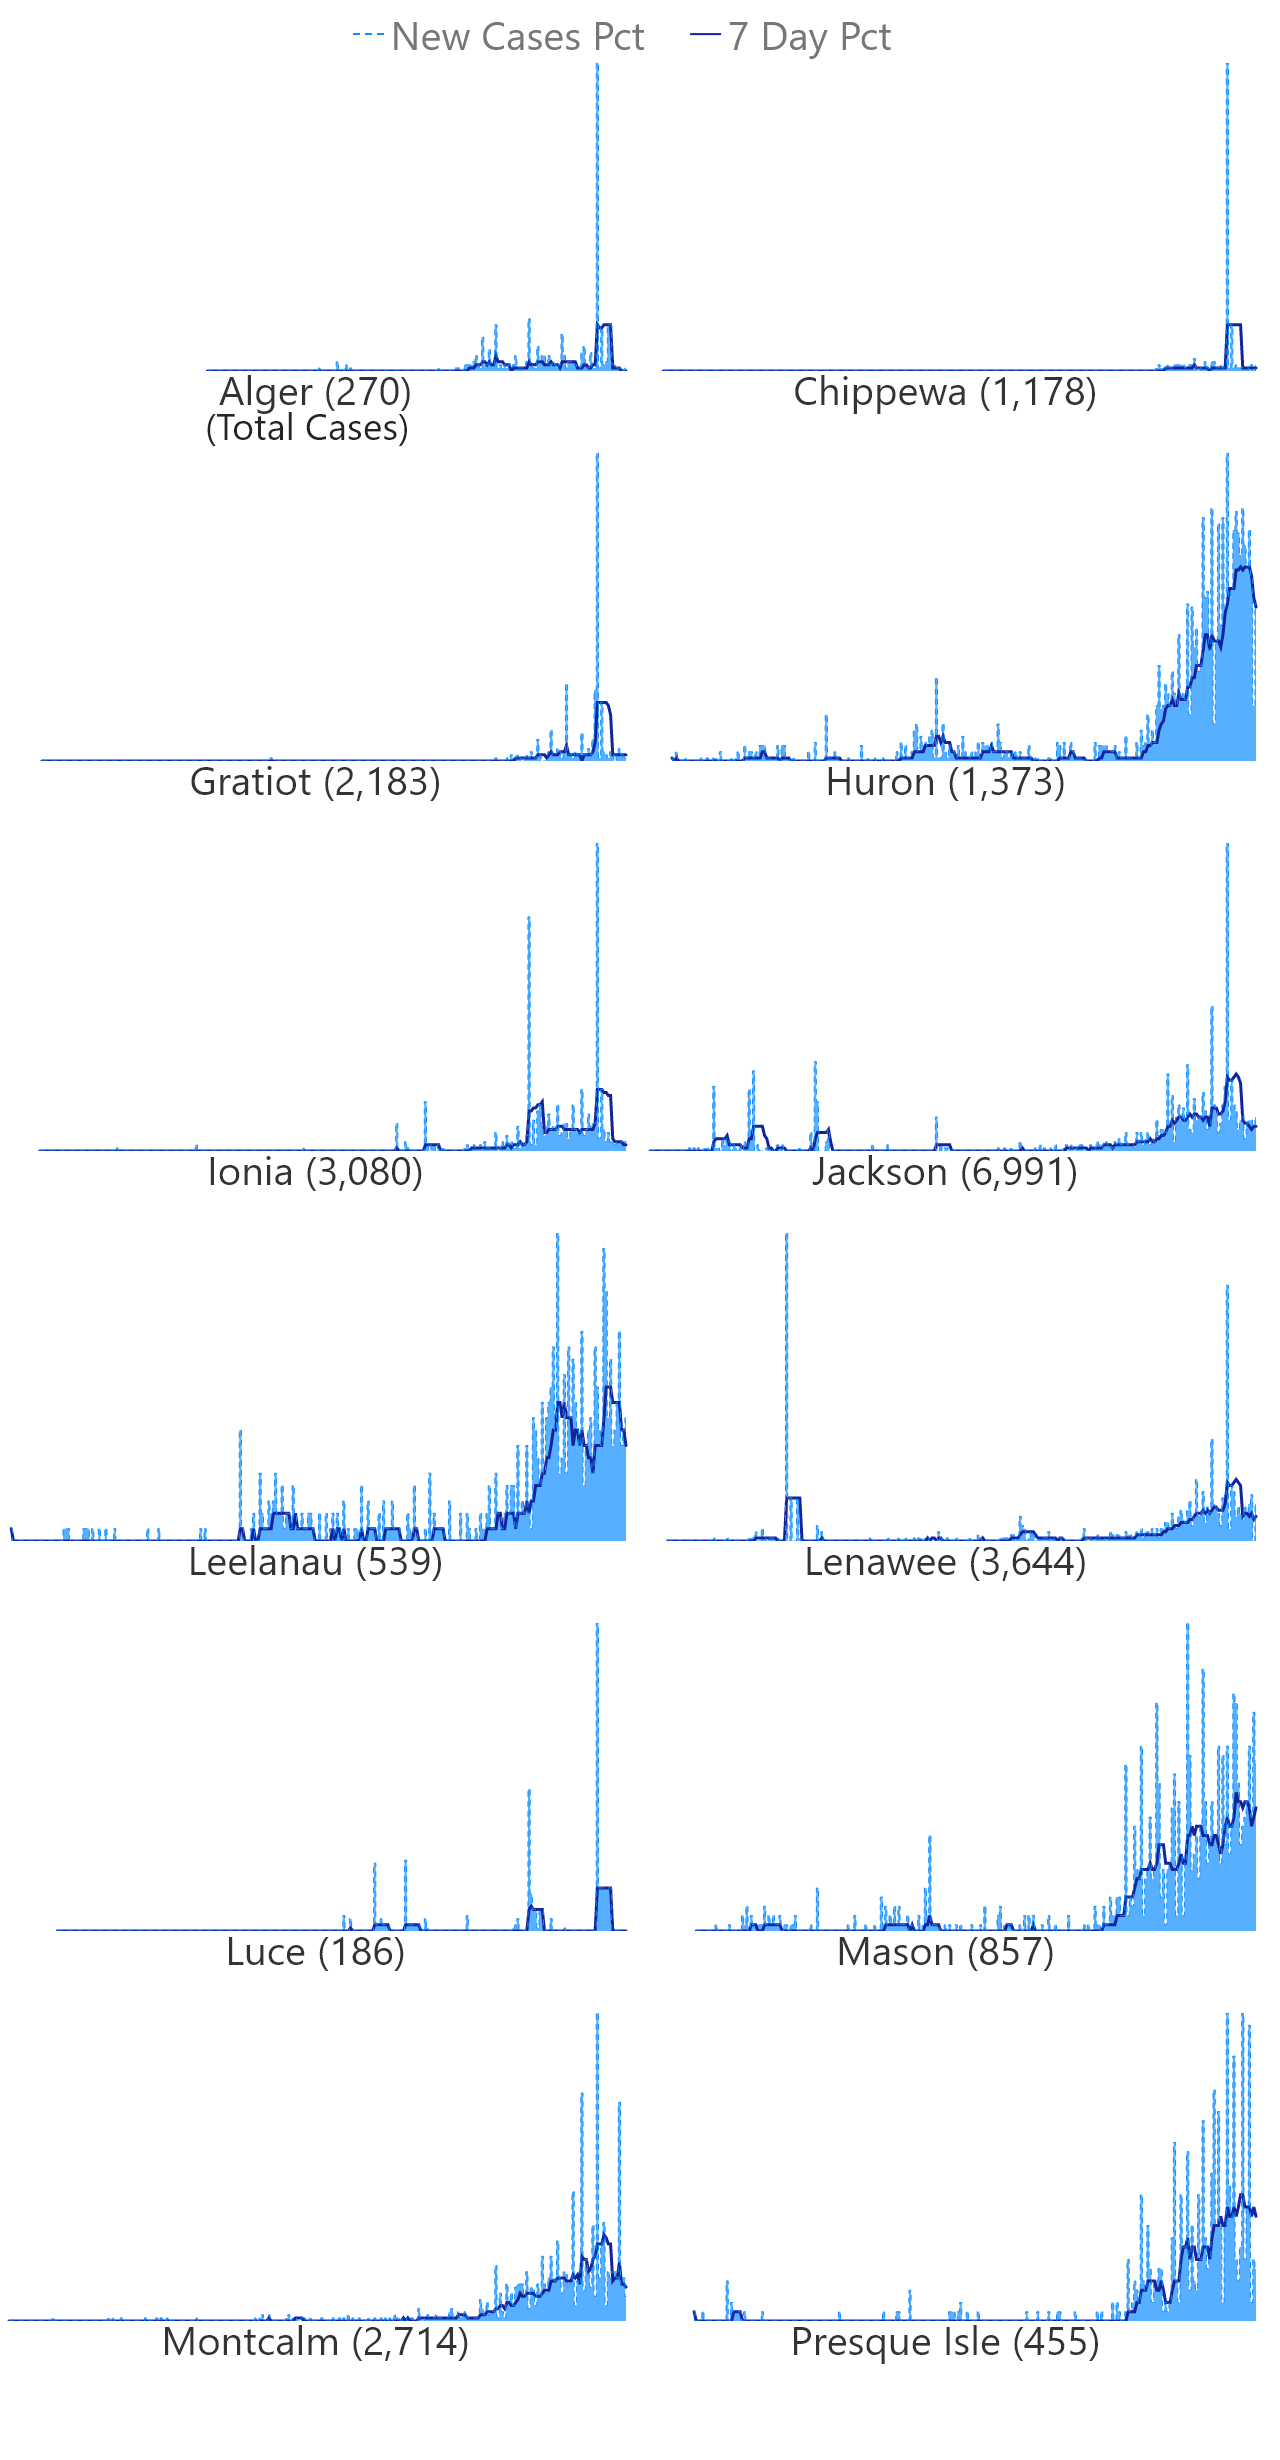 New Cases Pct 7 Day Pct
Alger (270) Chippewa (1,178)
(Total Cases)
Gratiot (2,183) Huron (1,373)
Ionia (3,080) Jackson (6,991)
Leelanau (539) Lenawee (3,644)
Luce (186) Mason (857)
Montcalm (2,714) Presque Isle (455)